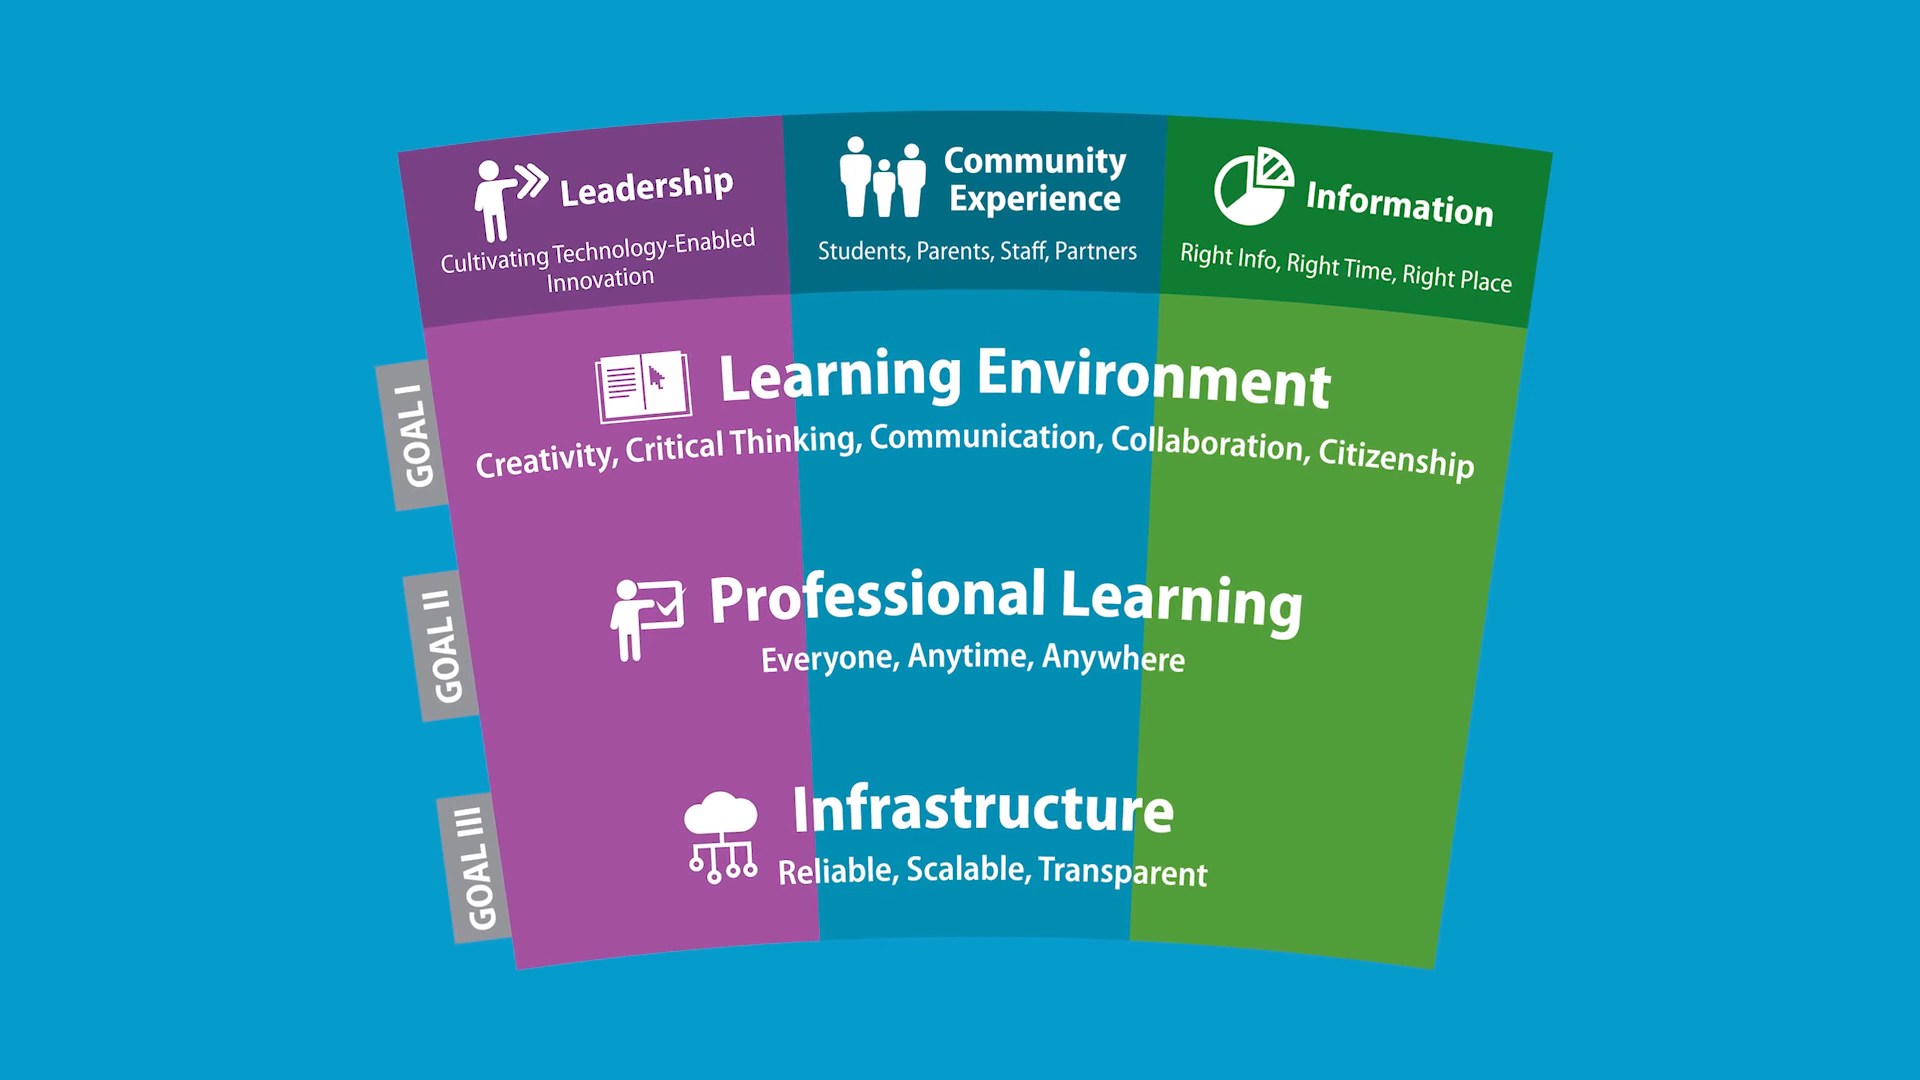 Leadership
Cultivating Technology-Enabled
Innovation
Community
Experience
Students, Parents, Staff, Partners
Information
Right Info, Right Time, Right Place
GOAL I
Learning Environment
Creativity, Critical Thinking, Communication, Collaboration, Citizenship
GOAL II
Professional Learning
Everyone, Anytime, Anywhere
GOAL III
Infrastructure
Reliable, Scalable, Transparent